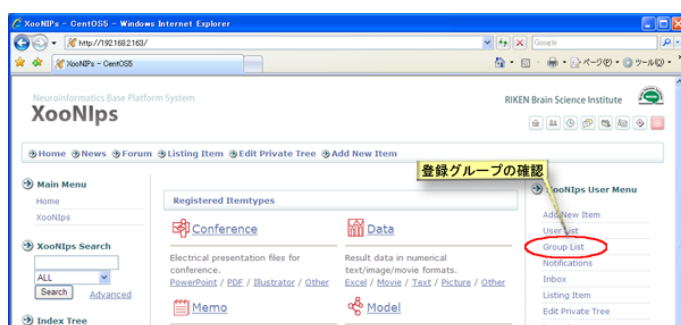 XooNIPs - CentOS5 - Windows Internet Explorer
http://192.168.2.163/
Google
XooNIPs - CentOS5
ページ(P)
ツール(O)
Neuroinformatics Base Platform System
XooNIps
RIKEN Brain Science Institute
Home News Forum Listing Item Edit Private Tree Add New Item
登録グループの確認
Main Menu
Home
XooNIps
XooNIps Search
ALL
Search Advanced
Index Tree
Registered Itemtypes
Conference
Electrical presentation files for
conference.
PowerPoint / PDF / Illustrator / Other
Data
Result data in numerical
text/image/movie formats.
Excel / Movie / Text / Picture / Other
Memo
Model
XooNIps User Menu
Add New Item
User List
Group List
Notifications
Inbox
Listing Item
Edit Private Tree